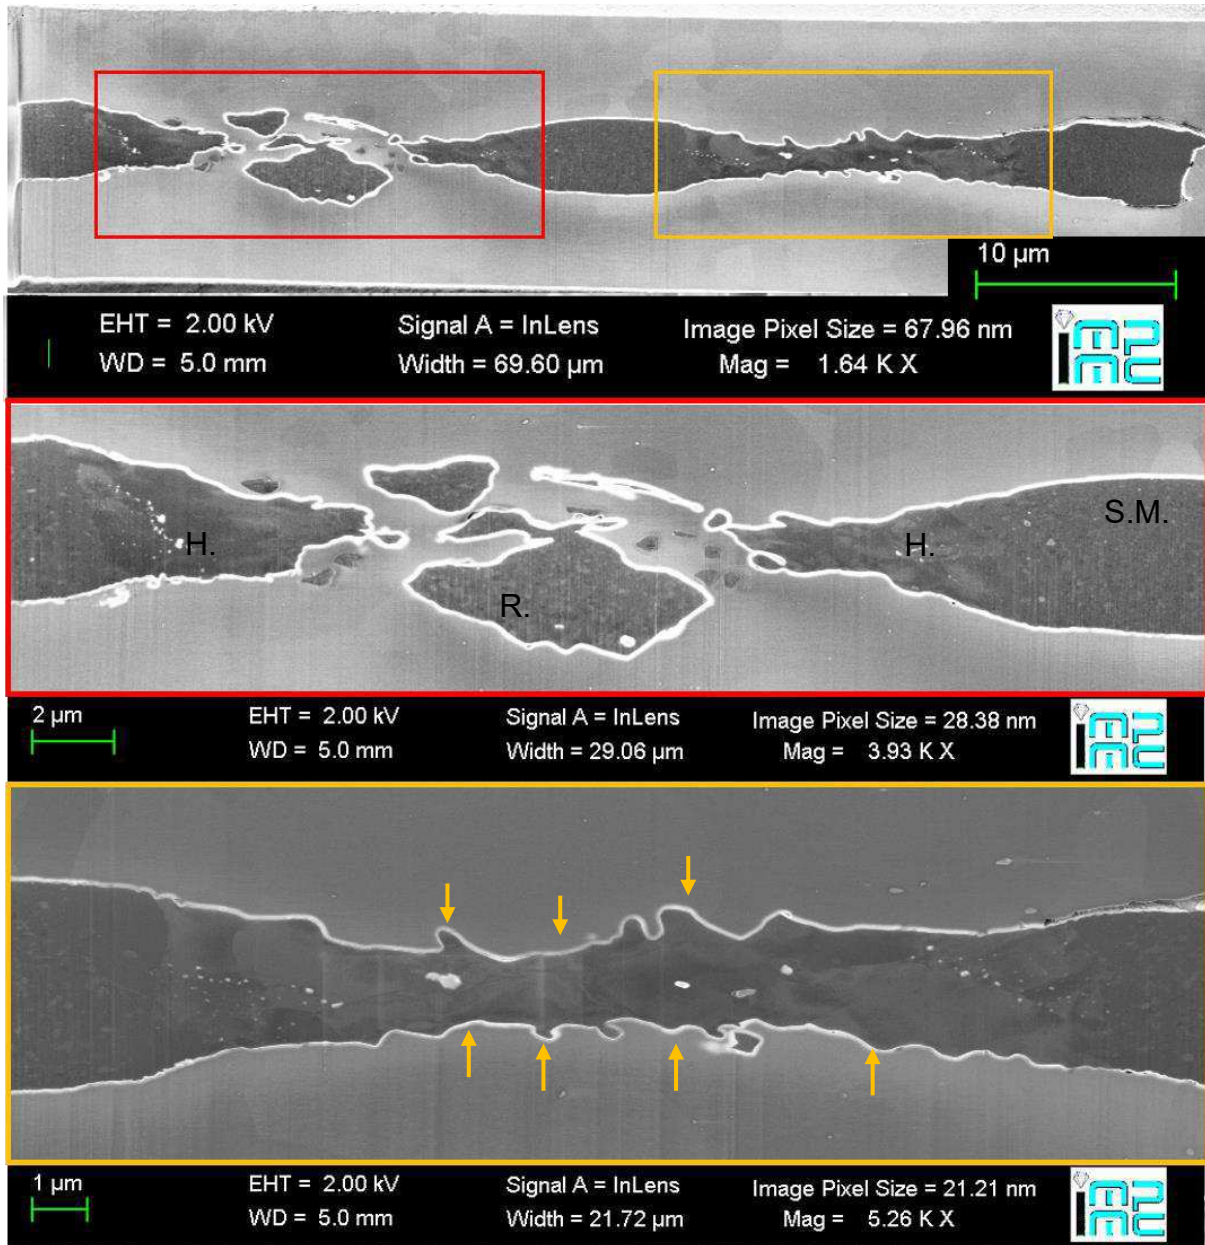 10 µm
EHT = 2.00 kV Signal A = InLens Image Pixel Size = 67.96 nm
WD = 5.0 mm Width = 69.60 µm Mag = 1.64 K X
H. R. H. S.M.
2 µm EHT = 2.00 kV Signal A = InLens Image Pixel Size = 28.38 nm
WD = 5.0 mm Width = 29.06 µm Mag = 3.93 K X
1 µm EHT = 2.00 kV Signal A = InLens Image Pixel Size = 21.21 nm
WD = 5.0 mm Width = 21.72 µm Mag = 5.26 K X